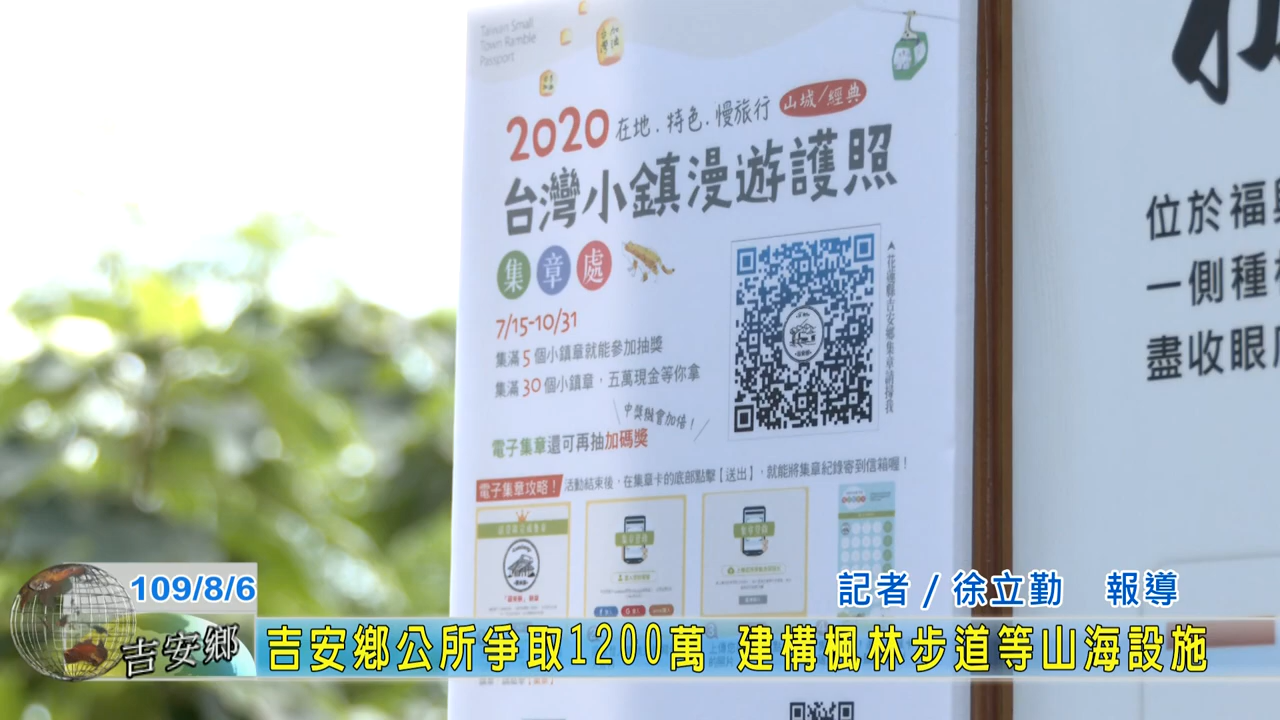 Taiwan Small
Town Ramble
Passport
加油
台灣
2020 在地.特色.慢旅行 山城/經典
台灣小鎮漫遊護照
集章處
7/15-10/31
集滿5個小鎮章就能參加抽獎
集滿30個小鎮章，五萬現金等你拿
中獎機會加倍！
電子集章還可再抽加碼獎
▲花蓮縣吉安鄉集章請掃我
電子集章攻略！ 活動結束後，在集章卡的底部點擊【送出】，就能將集章紀錄寄到信箱喔！
位於福
一側種
盡收眼
109/8/6
記者/徐立勤 報導
吉安鄉
吉安鄉公所爭取1200萬 建構楓林步道等山海設施